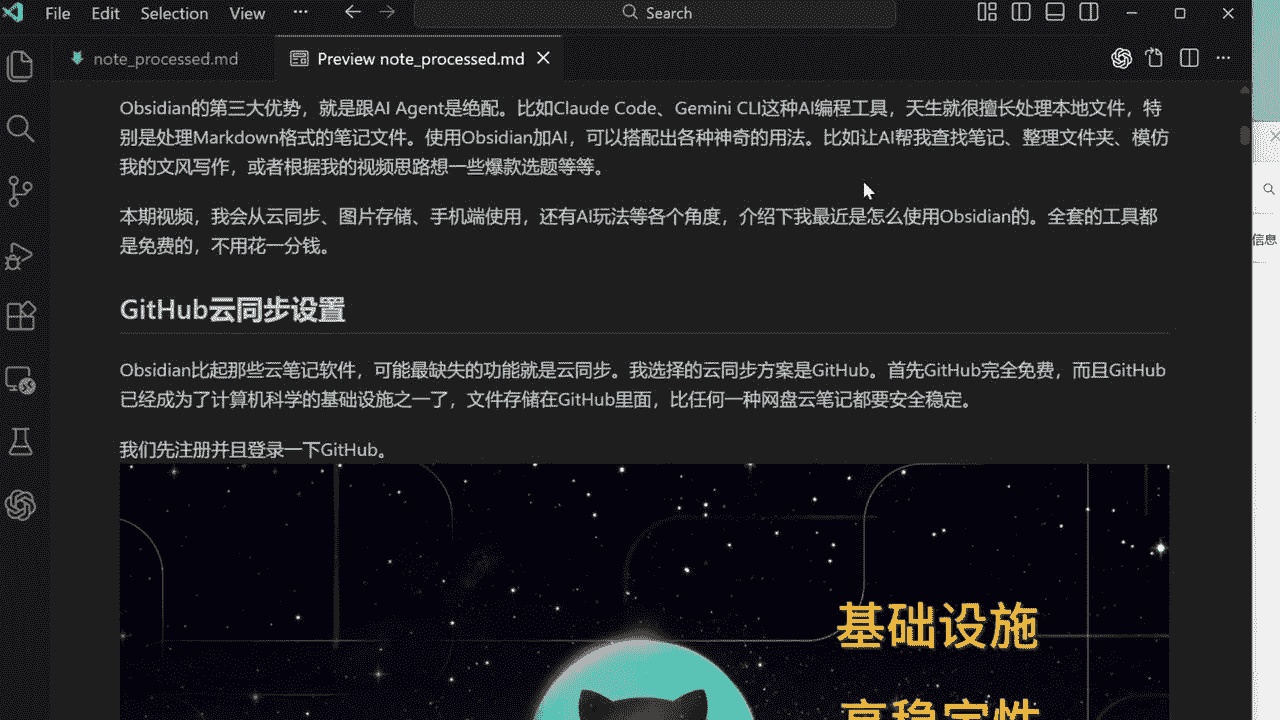 File Edit Selection View ··· Search
note_processed.md Preview note_processed.md
Obsidian的第三大优势，就是跟AI Agent是绝配。比如Claude Code、Gemini CLI这种AI编程工具，天生就很擅长处理本地文件，特
别是处理Markdown格式的笔记文件。使用Obsidian加AI，可以搭配出各种神奇的用法。比如让AI帮我查找笔记、整理文件夹、模仿
我的文风写作，或者根据我的视频思路想一些爆款选题等等。
本期视频，我会从云同步、图片存储、手机端使用，还有AI玩法等各个角度，介绍下我最近是怎么使用Obsidian的。全套的工具都
是免费的，不用花一分钱。
信息
GitHub云同步设置
Obsidian比起那些云笔记软件，可能最缺失的功能就是云同步。我选择的云同步方案是GitHub。首先GitHub完全免费，而且GitHub
已经成为了计算机科学的基础设施之一了，文件存储在GitHub里面，比任何一种网盘云笔记都要安全稳定。
我们先注册并且登录一下GitHub。
基础设施
高稳定性